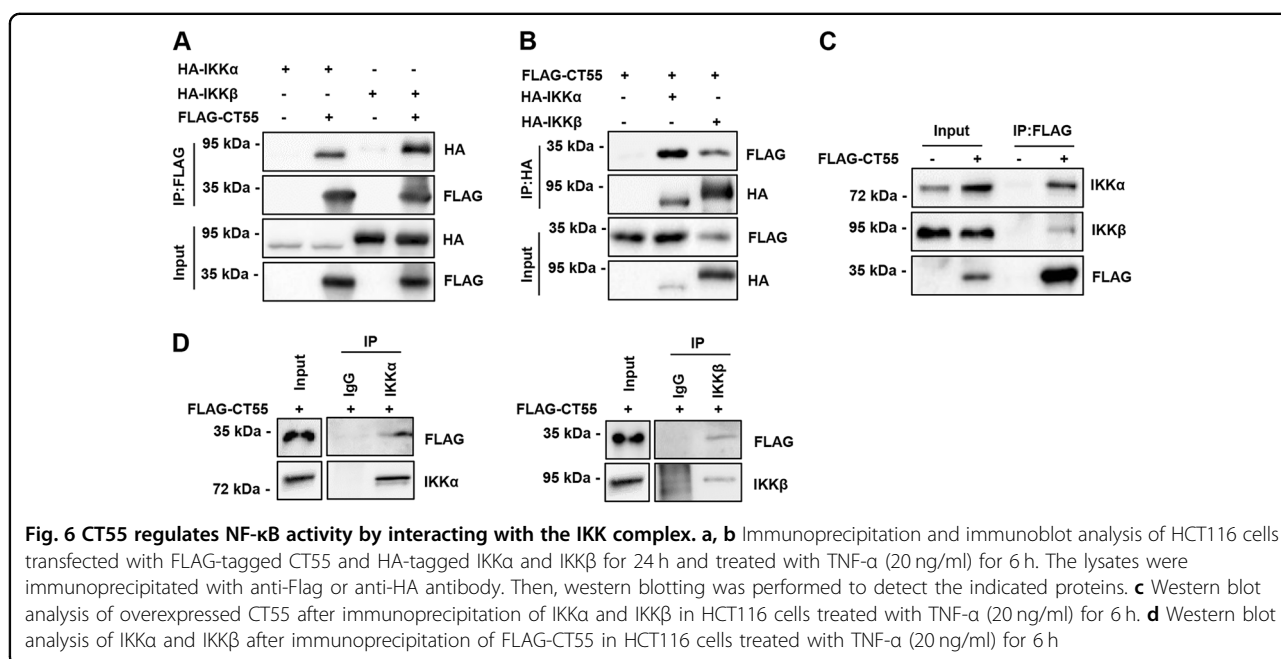 A
HA-IKKα + + - -
HA-IKKβ - - + +
FLAG-CT55 - + - +
IP:FLAG
95 kDa - HA
35 kDa - FLAG
Input
95 kDa - HA
35 kDa - FLAG
B
FLAG-CT55 + + +
HA-IKKα - + -
HA-IKKβ - - +
IP:HA
35 kDa - FLAG
95 kDa - HA
Input
35 kDa - FLAG
95 kDa - HA
C
Input IP:FLAG
FLAG-CT55 - + - +
72 kDa - IKKα
95 kDa - IKKβ
35 kDa - FLAG
D
IP
Input IgG IKKα
FLAG-CT55 + + +
35 kDa - FLAG
72 kDa - IKKα
IP
Input IgG IKKβ
FLAG-CT55 + + +
35 kDa - FLAG
95 kDa - IKKβ
Fig. 6 CT55 regulates NF-κB activity by interacting with the IKK complex. a, b Immunoprecipitation and immunoblot analysis of HCT116 cells
transfected with FLAG-tagged CT55 and HA-tagged IKKα and IKKβ for 24 h and treated with TNF-α (20 ng/ml) for 6 h. The lysates were
immunoprecipitated with anti-Flag or anti-HA antibody. Then, western blotting was performed to detect the indicated proteins. c Western blot
analysis of overexpressed CT55 after immunoprecipitation of IKKα and IKKβ in HCT116 cells treated with TNF-α (20 ng/ml) for 6 h. d Western blot
analysis of IKKα and IKKβ after immunoprecipitation of FLAG-CT55 in HCT116 cells treated with TNF-α (20 ng/ml) for 6 h